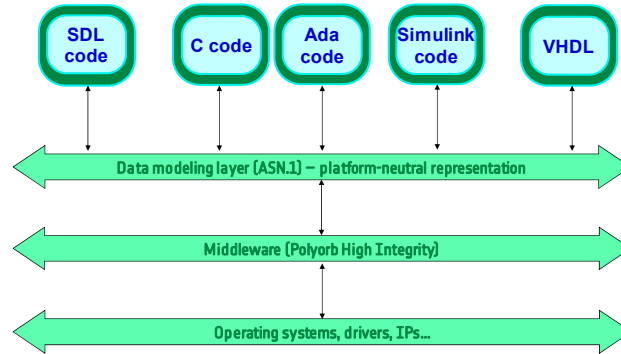 SDL
code
C code
Ada
code
Simulink
code
VHDL
Data modeling layer (ASN.1) – platform-neutral representation
Middleware (Polyorb High Integrity)
Operating systems, drivers, IPs...